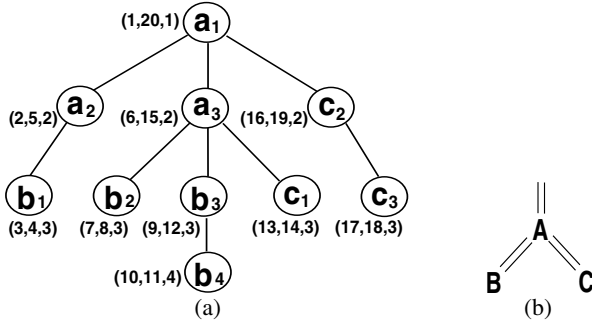 (1,20,1) a1
(2,5,2) a2 (6,15,2) a3 (16,19,2) c2
b1 b2 b3 c1 c3
(3,4,3) (7,8,3) (9,12,3) (13,14,3) (17,18,3)
(10,11,4) b4
(a)
A
B C
(b)